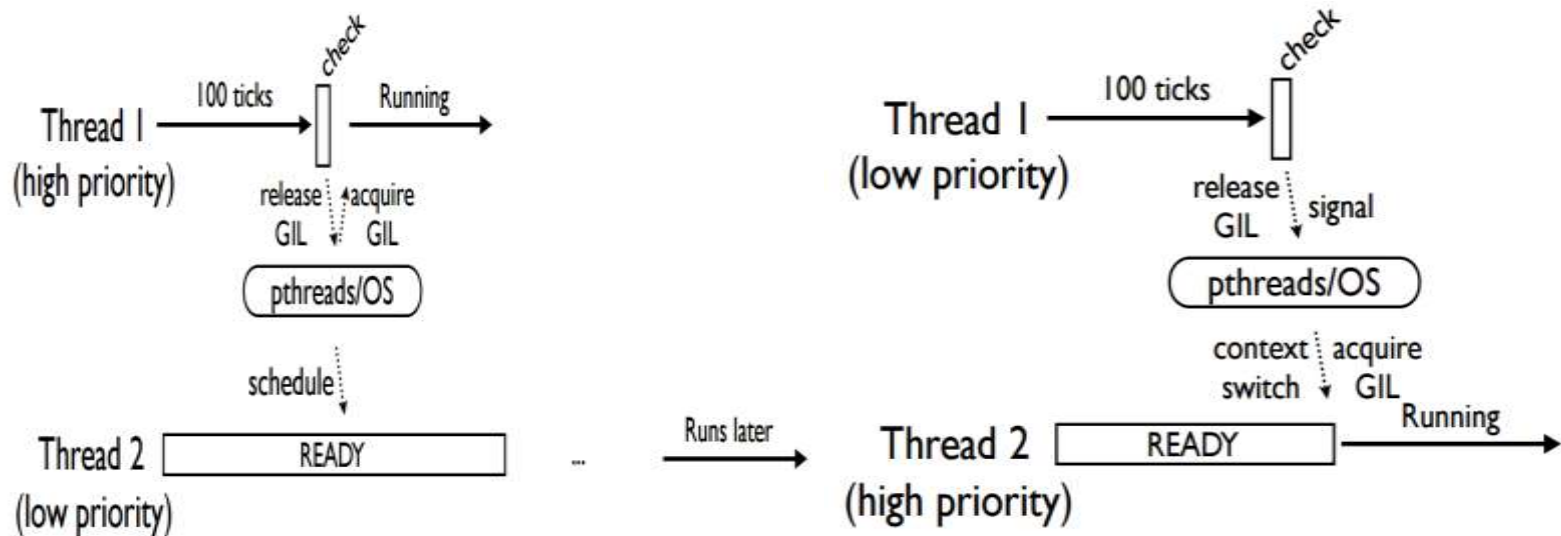 check
100 ticks
Running
Thread 1
(high priority)
release
GIL
acquire
GIL
pthreads/OS
schedule
Thread 2
(low priority)
READY
...
Runs later
check
100 ticks
Thread 1
(low priority)
release
GIL
signal
pthreads/OS
context
switch
acquire
GIL
Thread 2
(high priority)
READY
Running